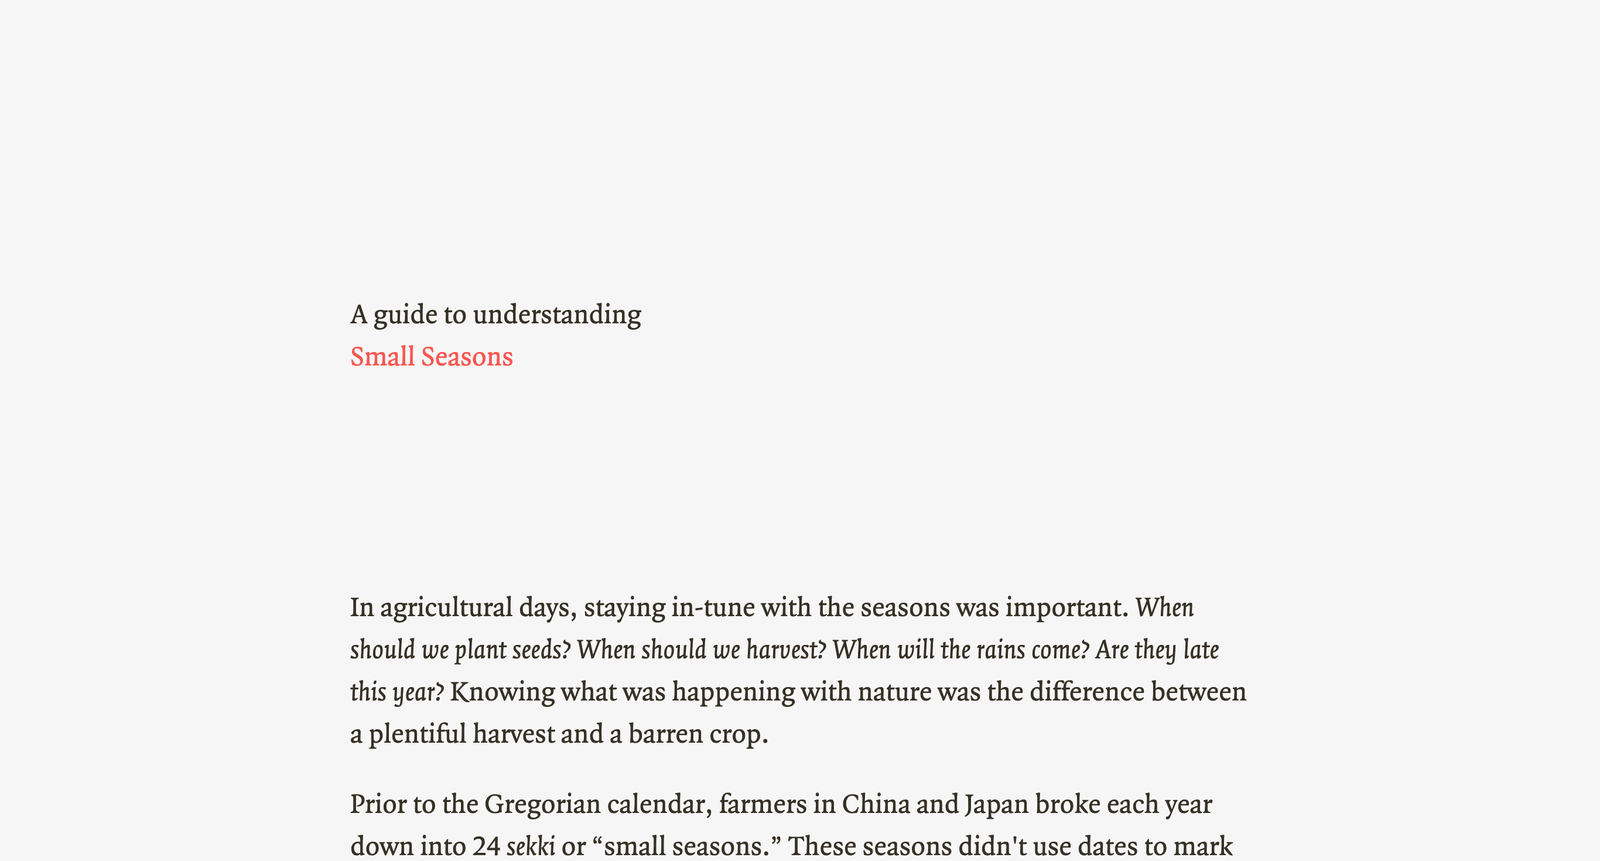 A guide to understanding
Small Seasons
In agricultural days, staying in-tune with the seasons was important. When
should we plant seeds? When should we harvest? When will the rains come? Are they late
this year? Knowing what was happening with nature was the difference between
a plentiful harvest and a barren crop.
Prior to the Gregorian calendar, farmers in China and Japan broke each year
down into 24 sekki or “small seasons.” These seasons didn't use dates to mark